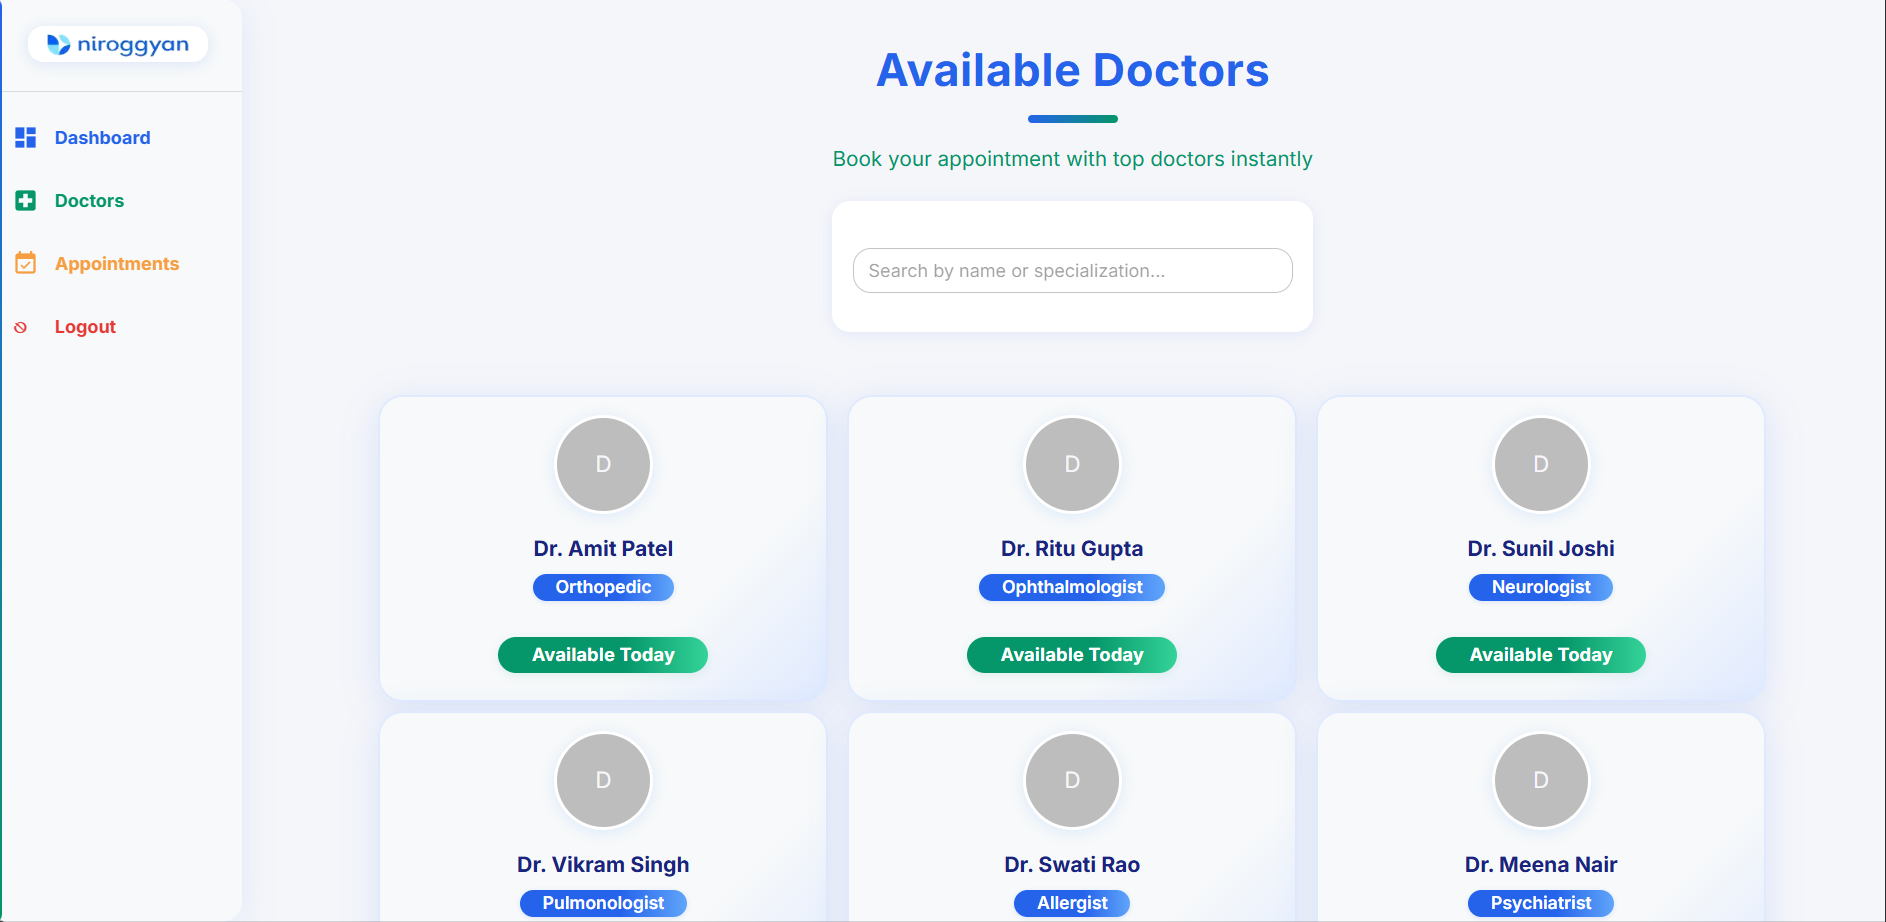 niroggyan
Dashboard
Doctors
Appointments
Logout
Available Doctors
Book your appointment with top doctors instantly
Search by name or specialization...
D
Dr. Amit Patel
Orthopedic
Available Today
D
Dr. Ritu Gupta
Ophthalmologist
Available Today
D
Dr. Sunil Joshi
Neurologist
Available Today
D
Dr. Vikram Singh
Pulmonologist
D
Dr. Swati Rao
Allergist
D
Dr. Meena Nair
Psychiatrist